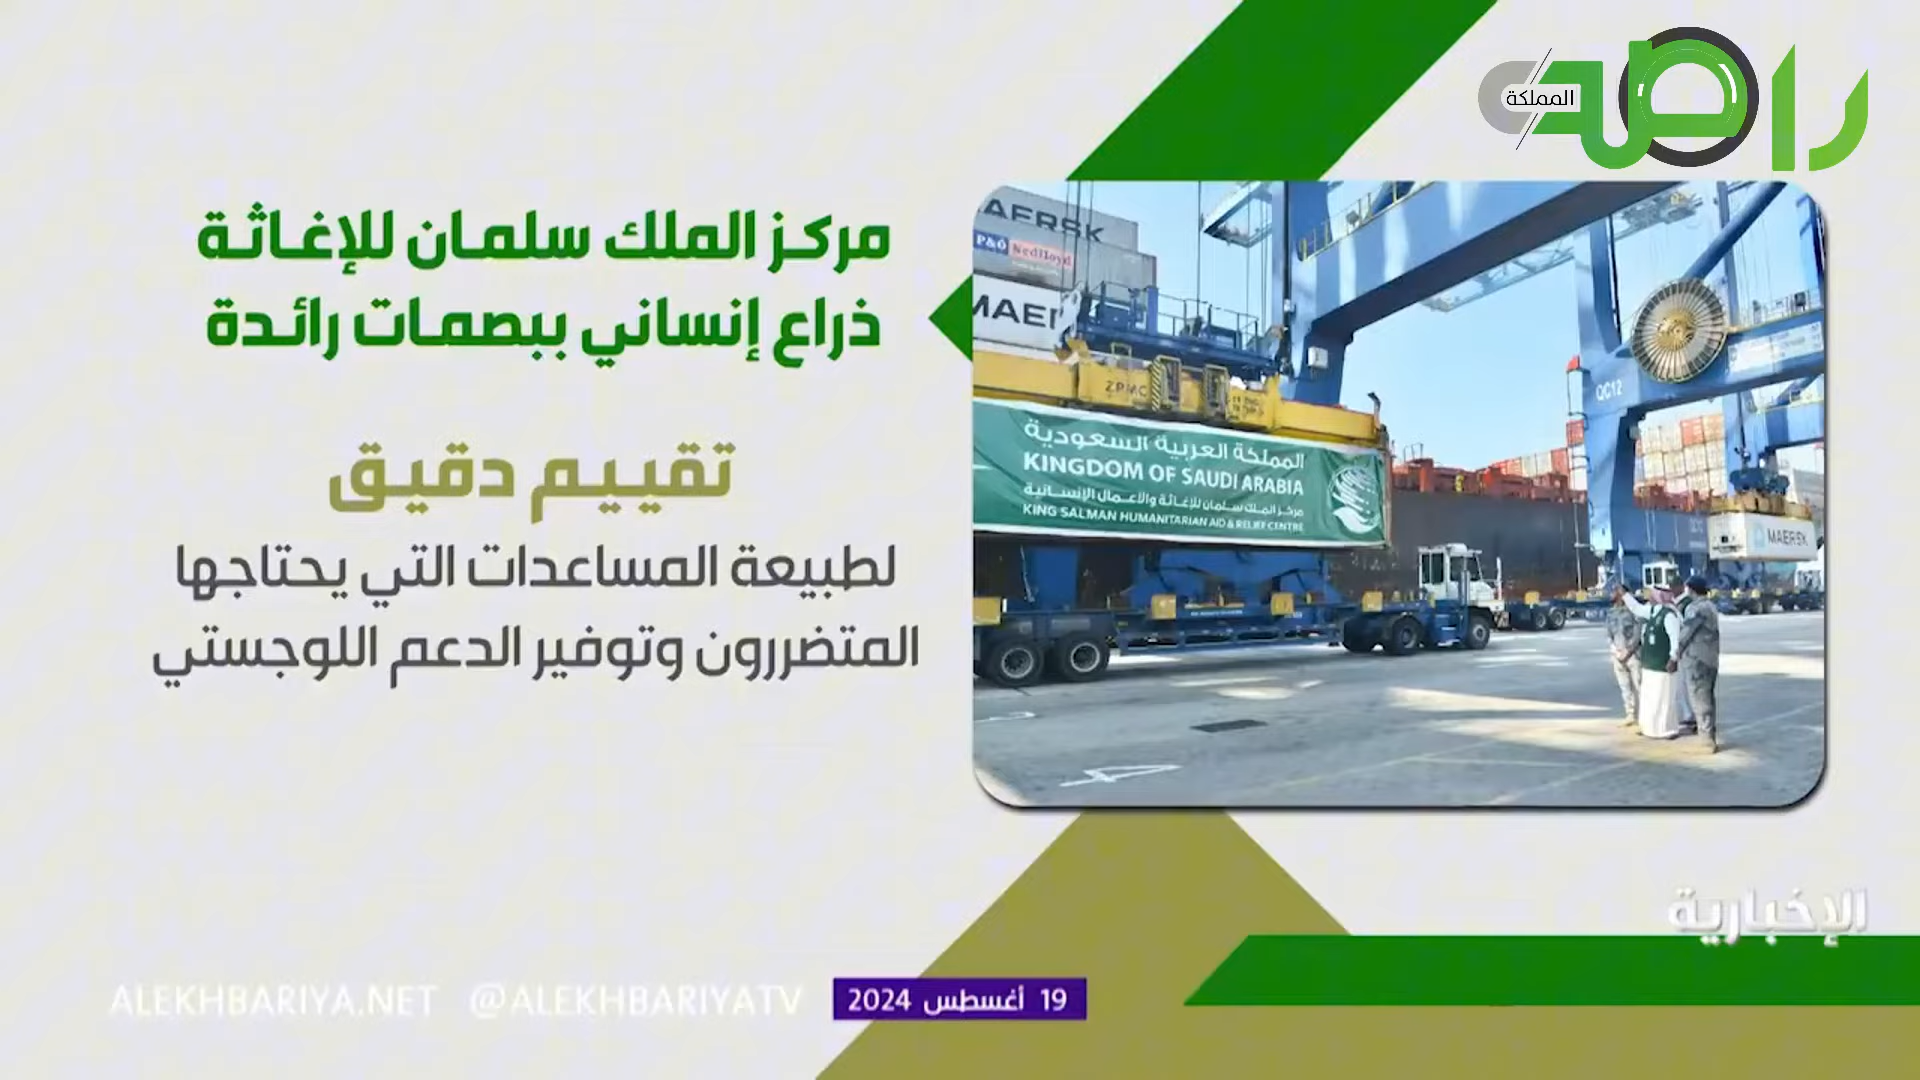 راصد
المملكة
مركز الملك سلمان للإغاثة
ذراع إنساني ببصمات رائدة
تقييم دقيق
لطبيعة المساعدات التي يحتاجها
المتضررون وتوفير الدعم اللوجستي
MAERSK
P&O Nedlloyd
MAER
ZPMC
QC12
المملكة العربية السعودية
KINGDOM OF SAUDI ARABIA
مركز الملك سلمان للإغاثة والأعمال الإنسانية
KING SALMAN HUMANITARIAN AID & RELIEF CENTRE
MAERSK
4
الإخبارية
ALEKHBARIYA.NET @ALEKHBARIYATV
19 أغسطس 2024